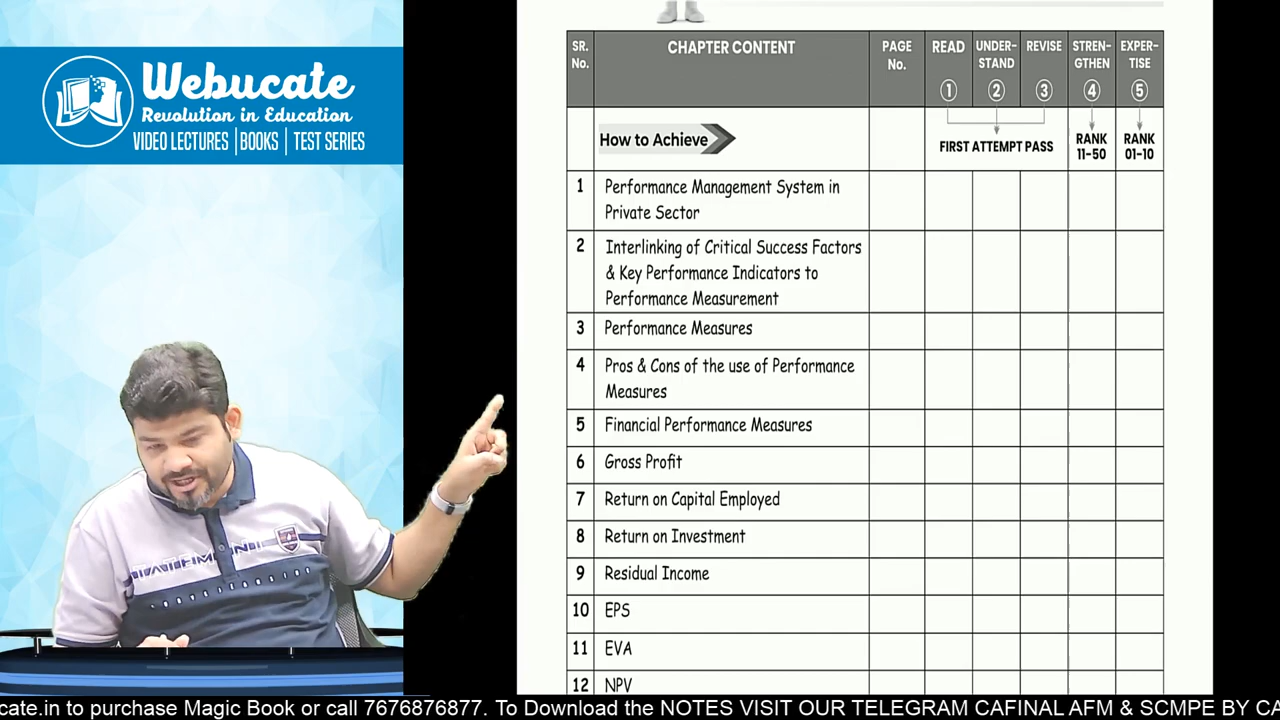 Webucate
Revolution in Education
VIDEO LECTURES | BOOKS | TEST SERIES
SR. No.
CHAPTER CONTENT
PAGE No.
READ
UNDER-
STAND
REVISE
STREN-
GTHEN
EXPER-
TISE
1
2
3
4
5
How to Achieve
FIRST ATTEMPT PASS
RANK
11-50
RANK
01-10
1 Performance Management System in
Private Sector
2 Interlinking of Critical Success Factors
& Key Performance Indicators to
Performance Measurement
3 Performance Measures
4 Pros & Cons of the use of Performance
Measures
5 Financial Performance Measures
6 Gross Profit
7 Return on Capital Employed
8 Return on Investment
9 Residual Income
10 EPS
11 EVA
12 NPV
cate.in to purchase Magic Book or call 7676876877. To Download the NOTES VISIT OUR TELEGRAM CAFINAL AFM & SCMPE BY CA